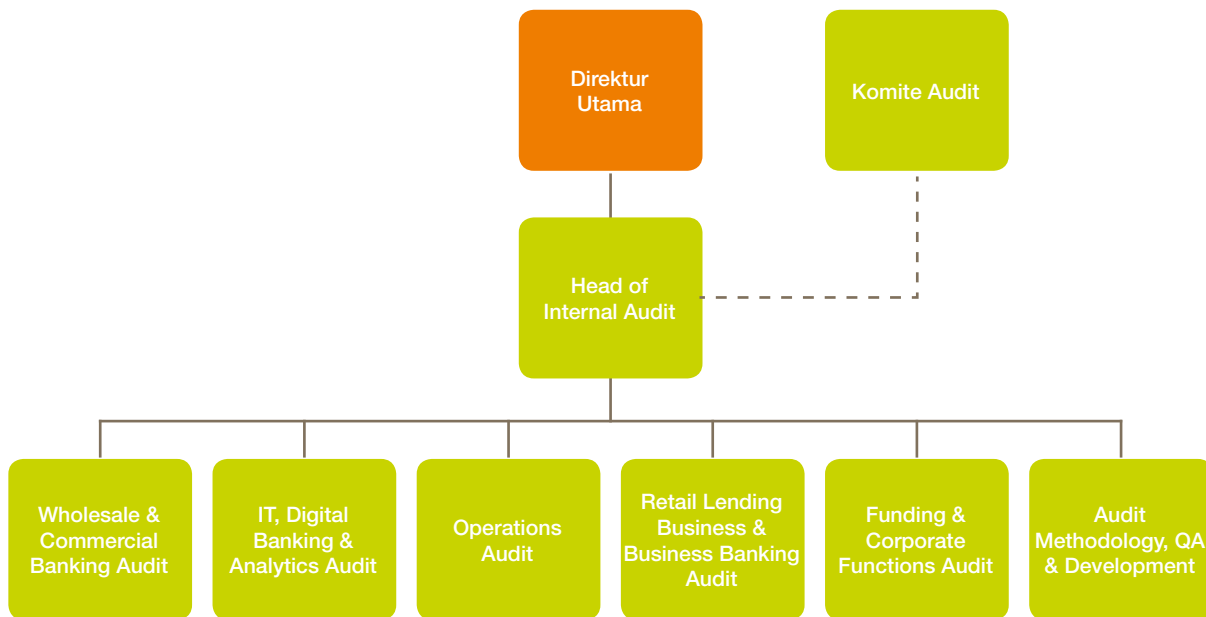 Direktur
Utama
Komite Audit
Head of
Internal Audit
Wholesale &
Commercial
Banking Audit
IT, Digital
Banking &
Analytics Audit
Operations
Audit
Retail Lending
Business &
Business Banking
Audit
Funding &
Corporate
Functions Audit
Audit
Methodology, QA
& Development